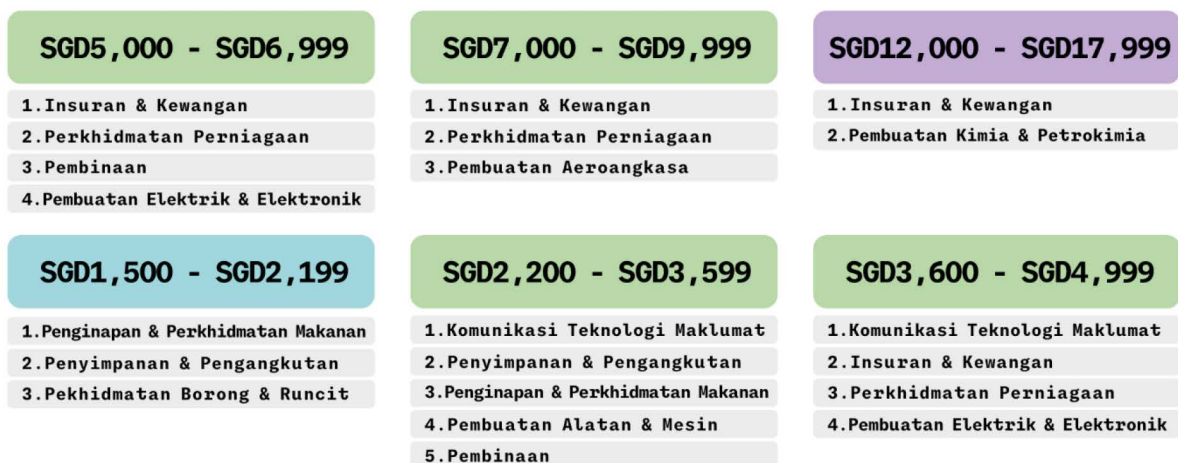 SGD5,000 - SGD6,999
1.Insuran & Kewangan
2.Perkhidmatan Perniagaan
3.Pembinaan
4.Pembuatan Elektrik & Elektronik
SGD7,000 - SGD9,999
1.Insuran & Kewangan
2.Perkhidmatan Perniagaan
3.Pembuatan Aeroangkasa
SGD12,000 - SGD17,999
1.Insuran & Kewangan
2.Pembuatan Kimia & Petrokimia
SGD1,500 - SGD2,199
1.Penginapan & Perkhidmatan Makanan
2.Penyimpanan & Pengangkutan
3.Pekhidmatan Borong & Runcit
SGD2,200 - SGD3,599
1.Komunikasi Teknologi Maklumat
2.Penyimpanan & Pengangkutan
3.Penginapan & Perkhidmatan Makanan
4.Pembuatan Alatan & Mesin
5.Pembinaan
SGD3,600 - SGD4,999
1.Komunikasi Teknologi Maklumat
2.Insuran & Kewangan
3.Perkhidmatan Perniagaan
4.Pembuatan Elektrik & Elektronik